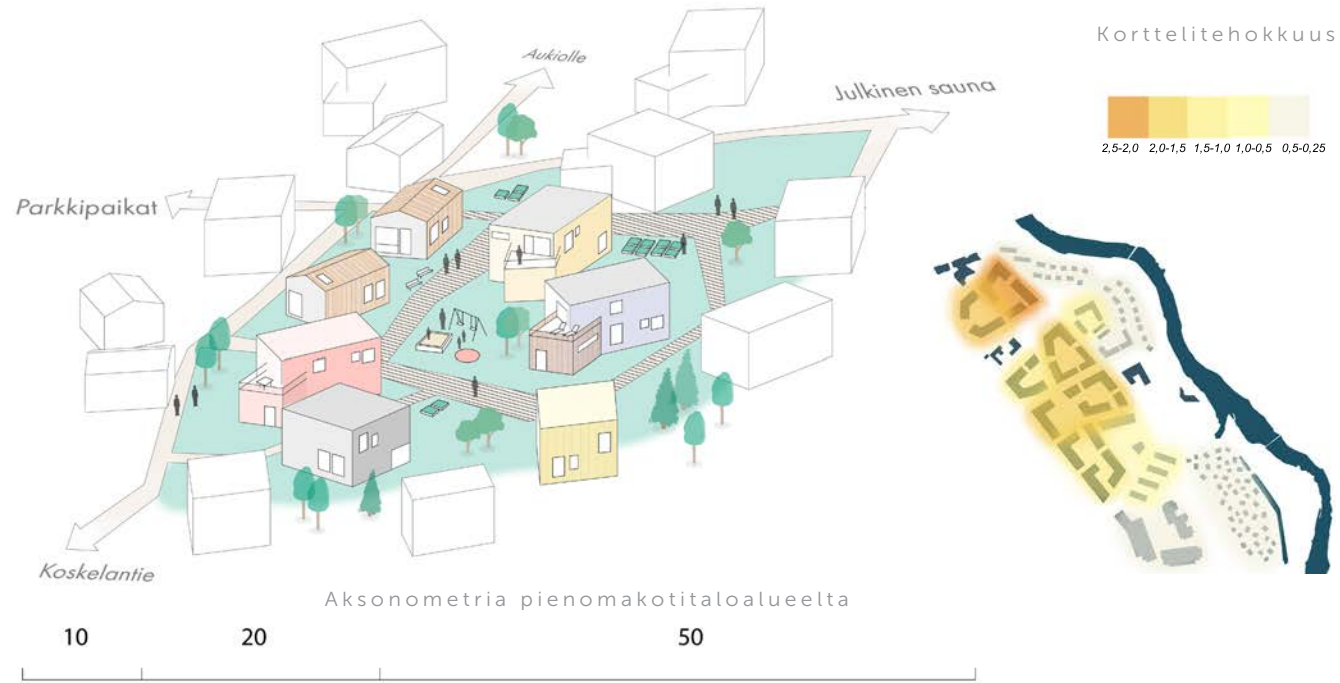 Korttelitehokkuus
2,5-2,0 2,0-1,5 1,5-1,0 1,0-0,5 0,5-0,25
Aukiolle
Julkinen sauna
Parkkipaikat
Koskelantie
Aksonometria pienomakotitaloalueelta
10 20 50